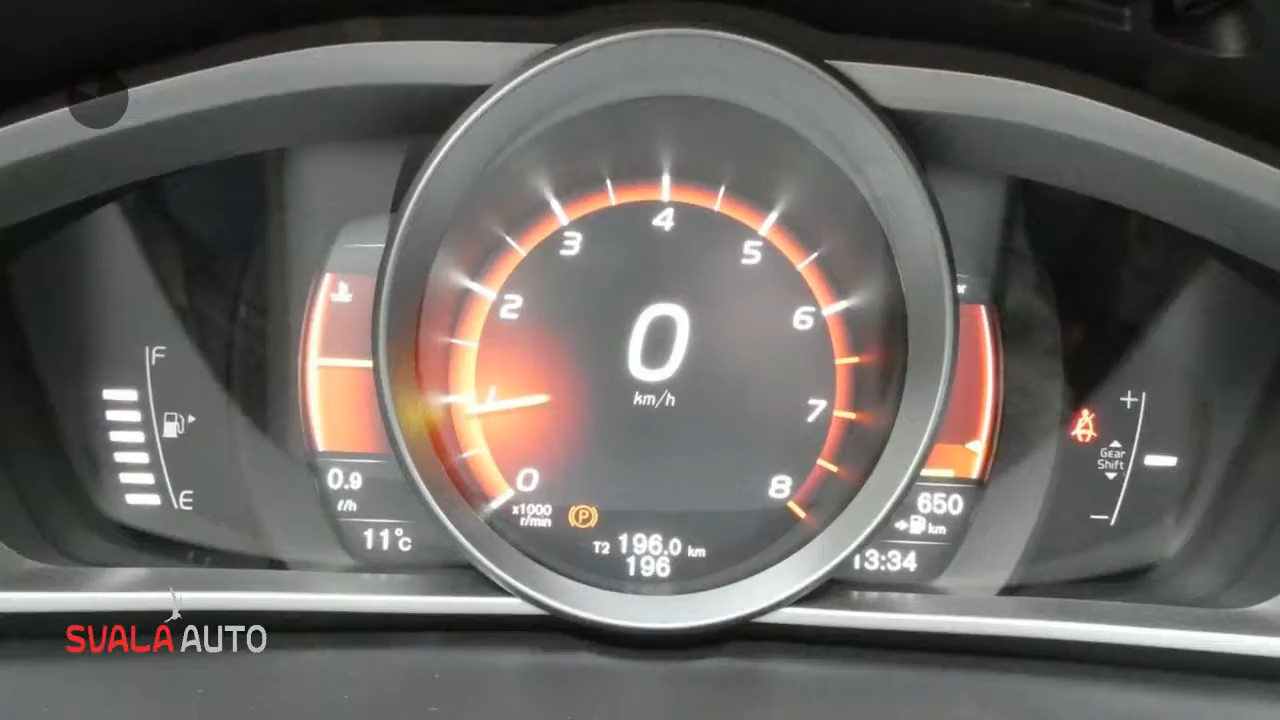 4
3
5
2
6
0
km/h
F
1
7
+
Gear
Shift
0.9
ℓ/h
0
8
E
650
km
x1000
r/min
P
−
11°C
T2 196.0 km
196
13:34
SVALA AUTO